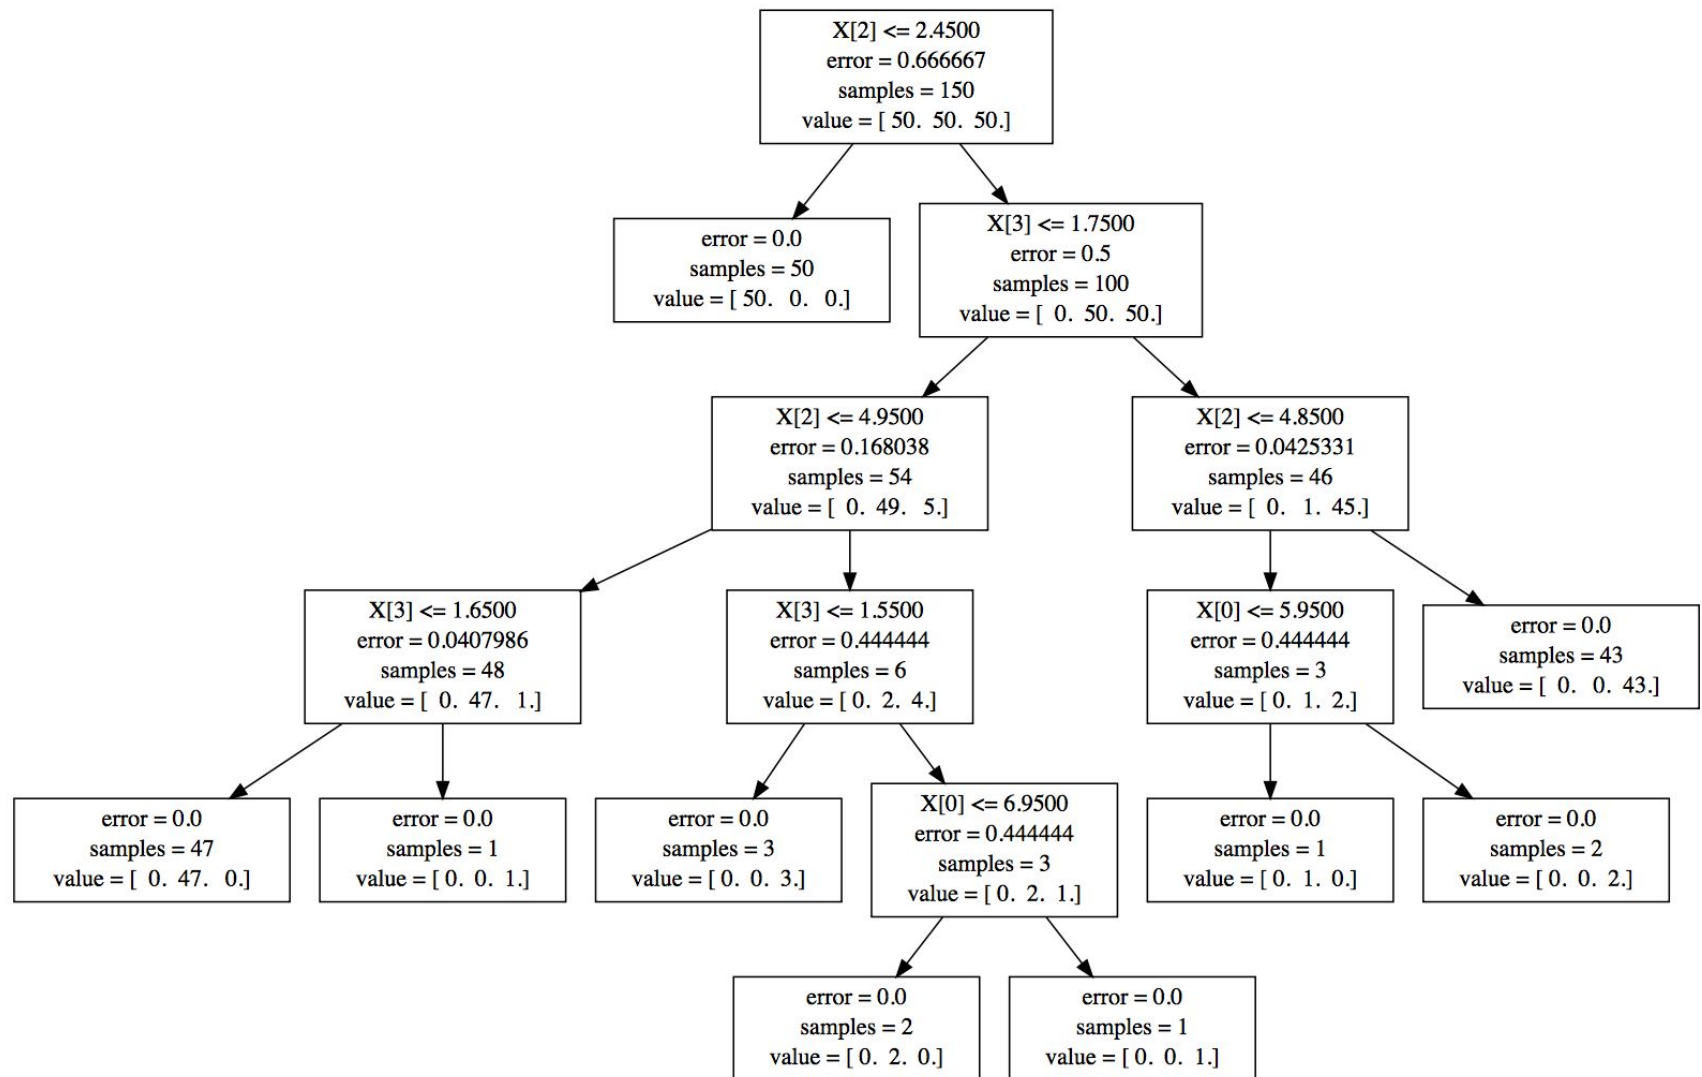 X[2] <= 2.4500
error = 0.666667
samples = 150
value = [ 50. 50. 50.]
error = 0.0
samples = 50
value = [ 50. 0. 0.]
X[3] <= 1.7500
error = 0.5
samples = 100
value = [ 0. 50. 50.]
X[2] <= 4.9500
error = 0.168038
samples = 54
value = [ 0. 49. 5.]
X[2] <= 4.8500
error = 0.0425331
samples = 46
value = [ 0. 1. 45.]
X[3] <= 1.6500
error = 0.0407986
samples = 48
value = [ 0. 47. 1.]
X[3] <= 1.5500
error = 0.444444
samples = 6
value = [ 0. 2. 4.]
X[0] <= 5.9500
error = 0.444444
samples = 3
value = [ 0. 1. 2.]
error = 0.0
samples = 43
value = [ 0. 0. 43.]
error = 0.0
samples = 47
value = [ 0. 47. 0.]
error = 0.0
samples = 1
value = [ 0. 0. 1.]
error = 0.0
samples = 3
value = [ 0. 0. 3.]
X[0] <= 6.9500
error = 0.444444
samples = 3
value = [ 0. 2. 1.]
error = 0.0
samples = 1
value = [ 0. 1. 0.]
error = 0.0
samples = 2
value = [ 0. 0. 2.]
error = 0.0
samples = 2
value = [ 0. 2. 0.]
error = 0.0
samples = 1
value = [ 0. 0. 1.]